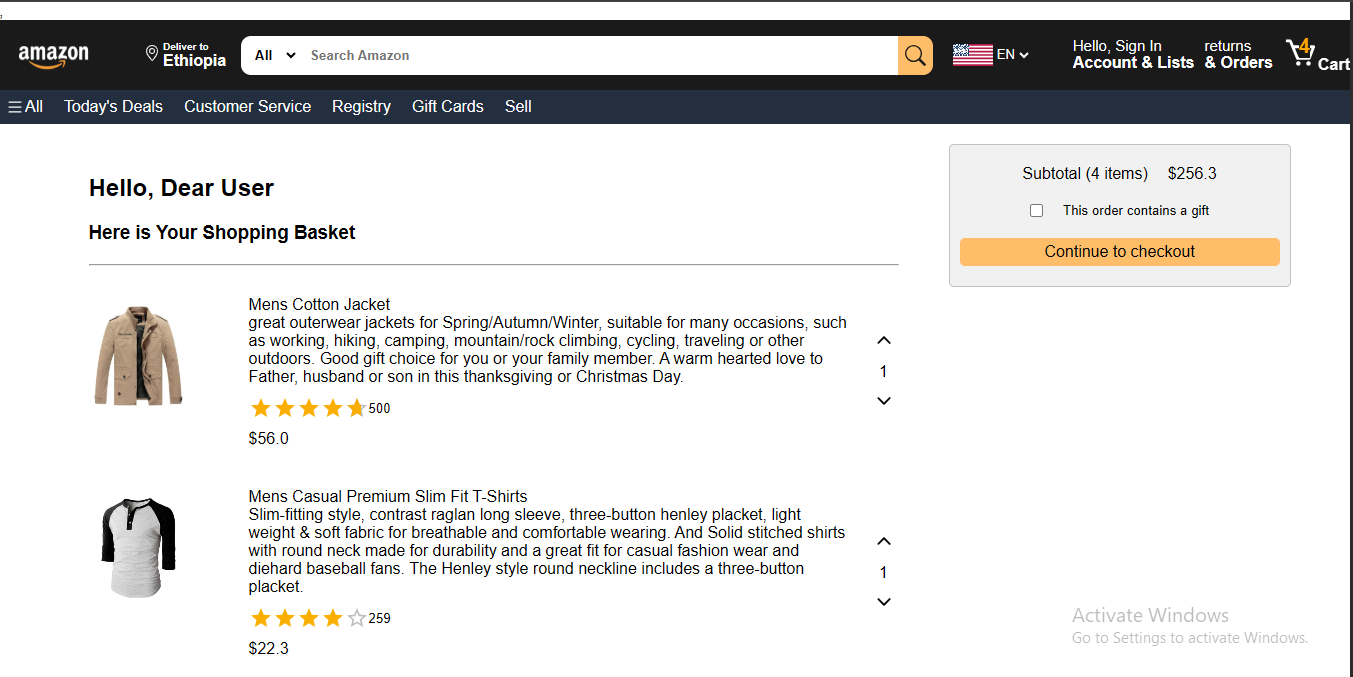 ,
amazon
Deliver to
Ethiopia
All
Search Amazon
EN
Hello, Sign In
Account & Lists
returns
& Orders
4
Cart
All
Today's Deals
Customer Service
Registry
Gift Cards
Sell
Hello, Dear User
Here is Your Shopping Basket
Subtotal (4 items) $256.3
This order contains a gift
Continue to checkout
Mens Cotton Jacket
great outerwear jackets for Spring/Autumn/Winter, suitable for many occasions, such
as working, hiking, camping, mountain/rock climbing, cycling, traveling or other
outdoors. Good gift choice for you or your family member. A warm hearted love to
Father, husband or son in this thanksgiving or Christmas Day.
500
$56.0
1
Mens Casual Premium Slim Fit T-Shirts
Slim-fitting style, contrast raglan long sleeve, three-button henley placket, light
weight & soft fabric for breathable and comfortable wearing. And Solid stitched shirts
with round neck made for durability and a great fit for casual fashion wear and
diehard baseball fans. The Henley style round neckline includes a three-button
placket.
259
$22.3
1
Activate Windows
Go to Settings to activate Windows.